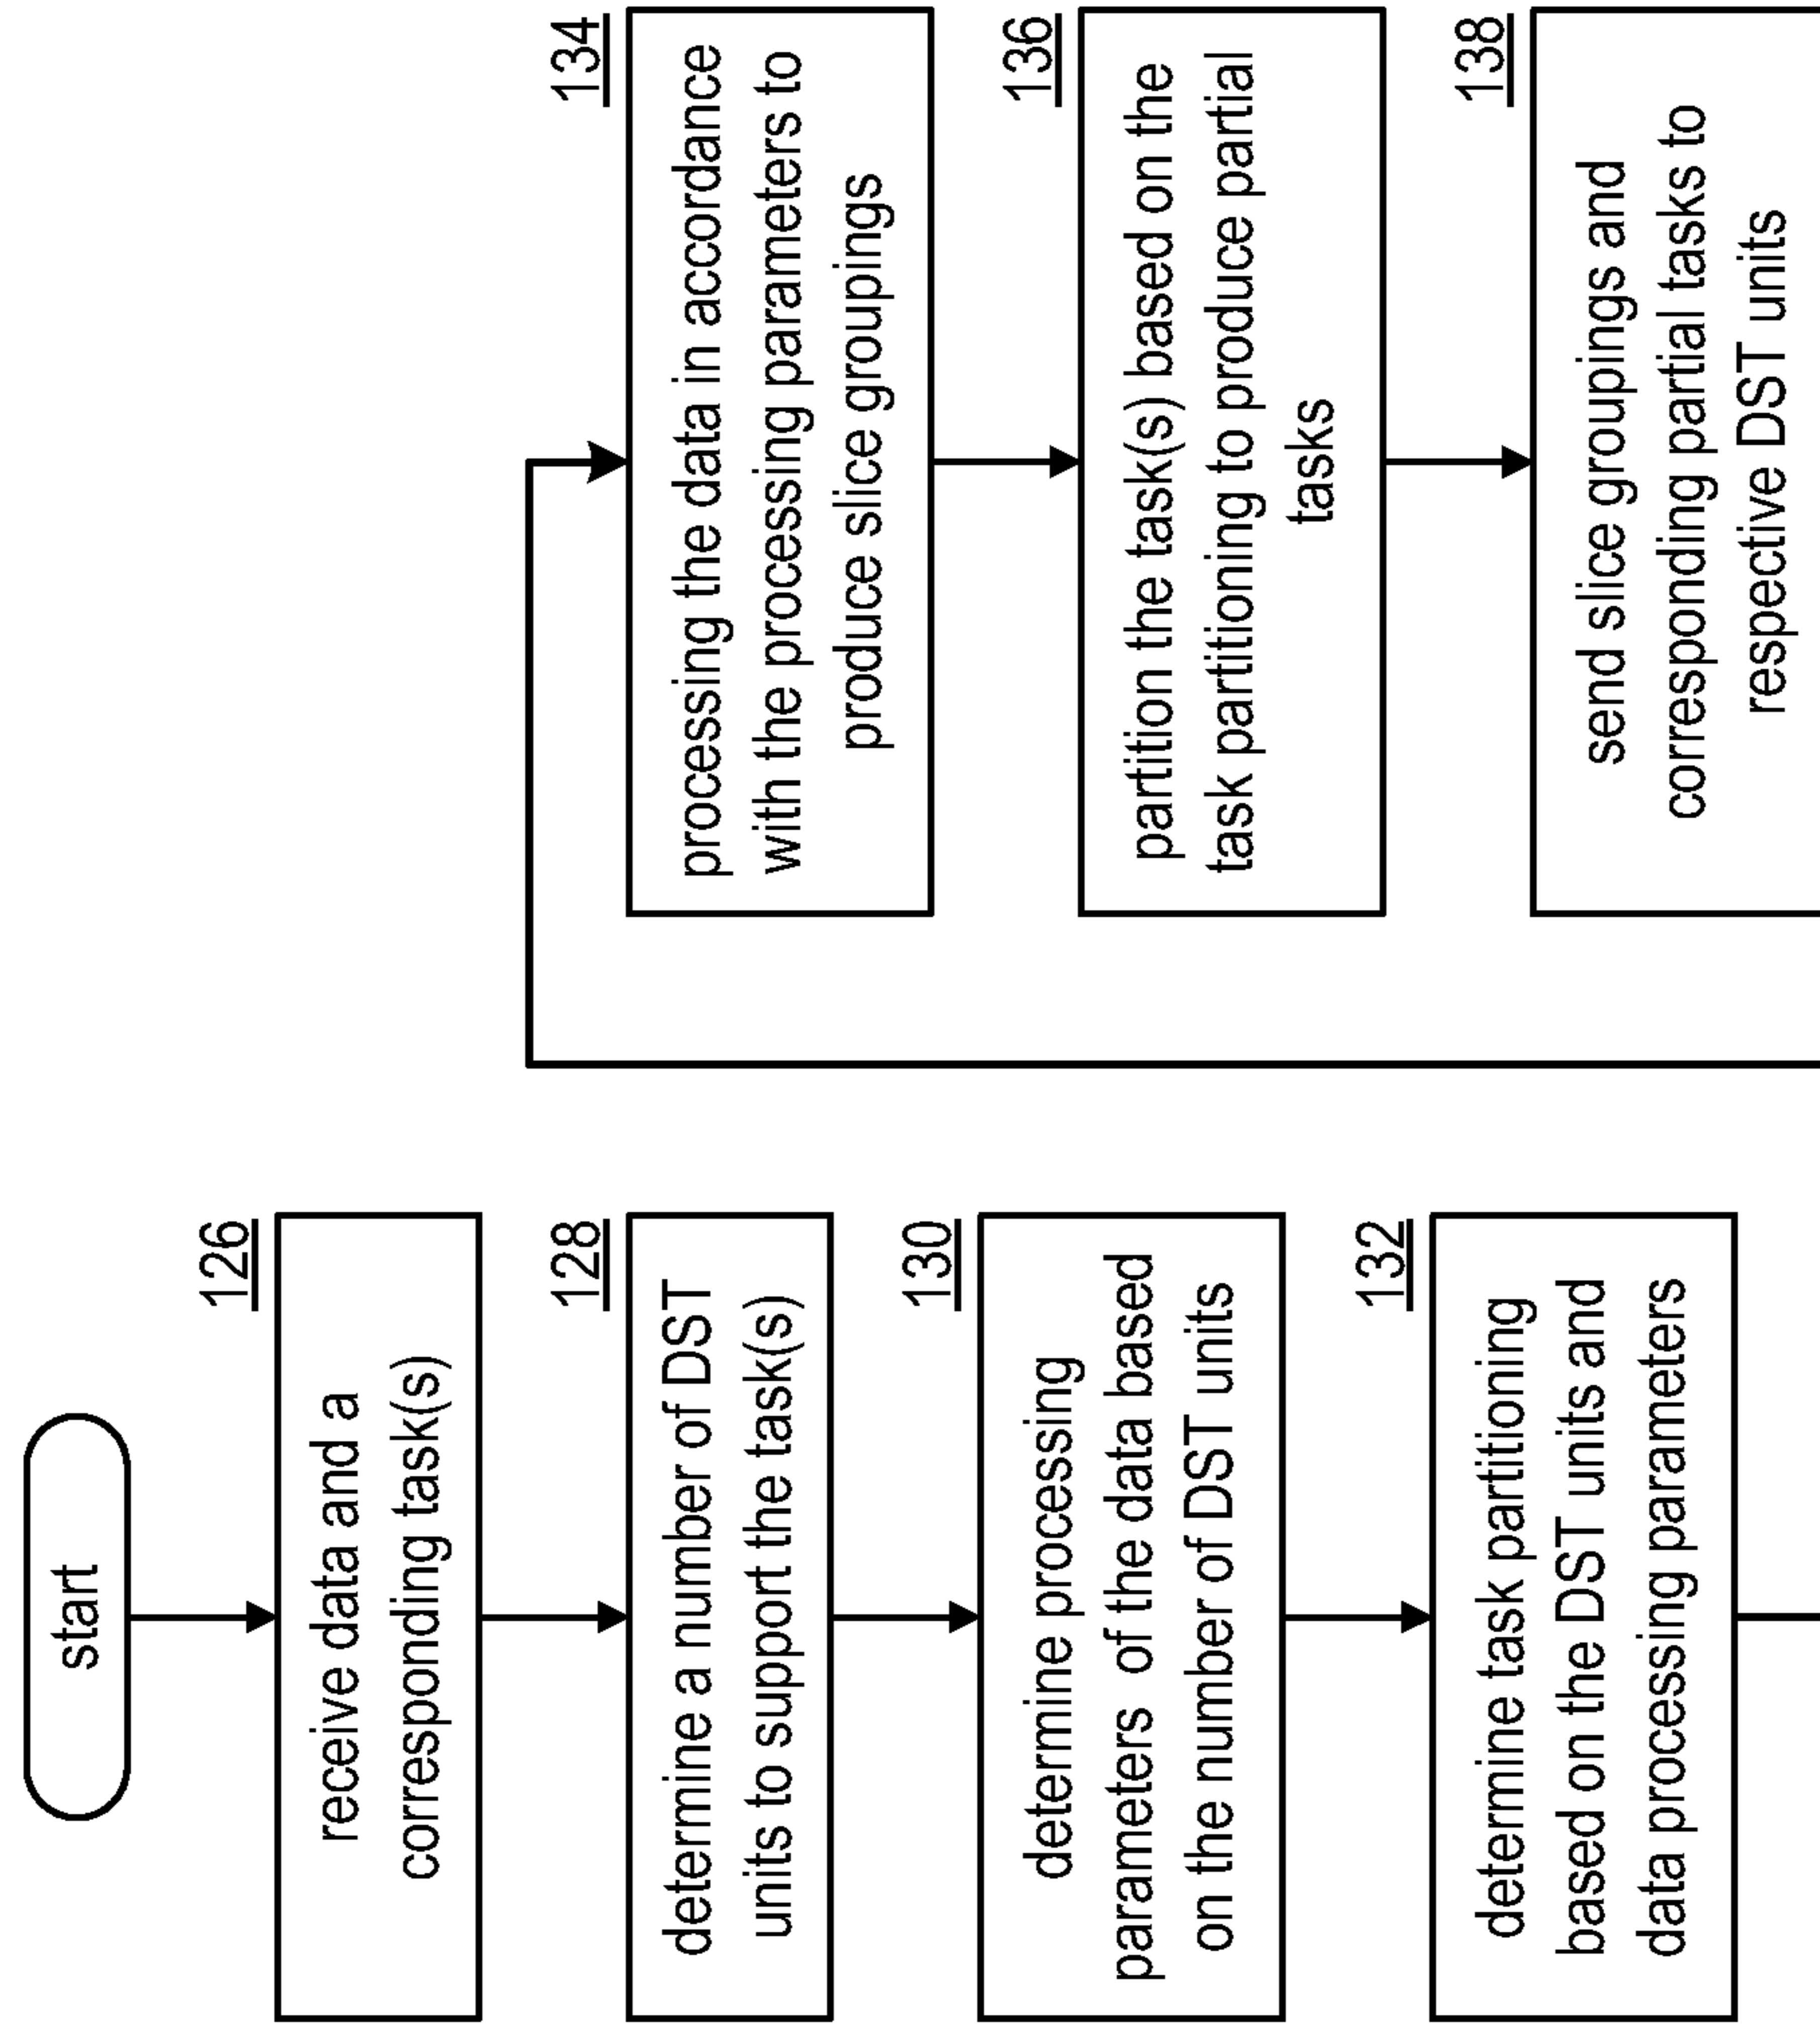 start
126
receive data and a
corresponding task(s)
128
determine a number of DST
units to support the task(s)
130
determine processing
parameters of the data based
on the number of DST units
132
determine task partitioning
based on the DST units and
data processing parameters
134
processing the data in accordance
with the processing parameters to
produce slice groupings
136
partition the task(s) based on the
task partitioning to produce partial
tasks
138
send slice groupings and
corresponding partial tasks to
respective DST units